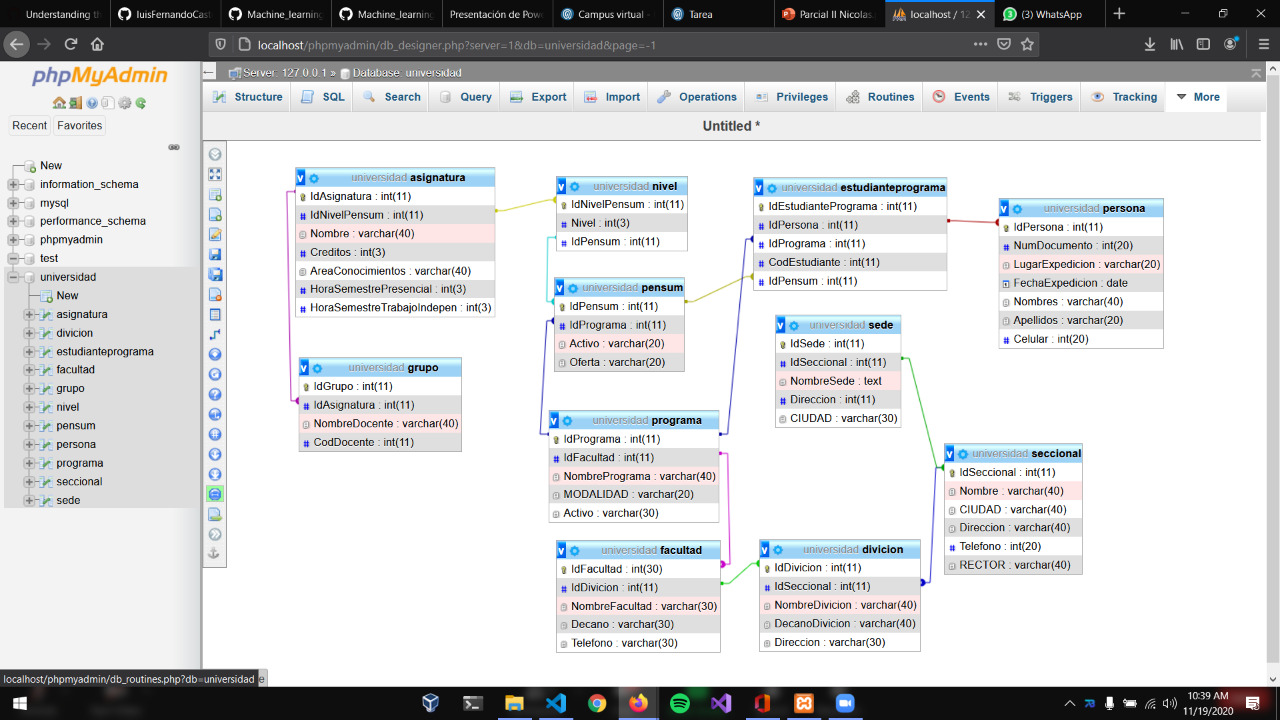 Understanding th
luisFernandoCast
Machine_learning
Machine_learning
Presentación de Powe
Campus virtual -
Tarea
Parcial II Nicolas.
localhost / 12
(3) WhatsApp
localhost/phpmyadmin/db_designer.php?server=1&db=universidad&page=-1
phpMyAdmin
Recent Favorites
New
information_schema
mysql
performance_schema
phpmyadmin
test
universidad
New
asignatura
divicion
estudianteprograma
facultad
grupo
nivel
pensum
persona
programa
seccional
sede
Server: 127.0.0.1 » Database: universidad
Structure SQL Search Query Export Import Operations Privileges Routines Events Triggers Tracking More
Untitled *
universidad asignatura
IdAsignatura : int(11)
IdNivelPensum : int(11)
Nombre : varchar(40)
Creditos : int(3)
AreaConocimientos : varchar(40)
HoraSemestrePresencial : int(3)
HoraSemestreTrabajoIndepen : int(3)
universidad grupo
IdGrupo : int(11)
IdAsignatura : int(11)
NombreDocente : varchar(40)
CodDocente : int(11)
universidad nivel
IdNivelPensum : int(11)
Nivel : int(3)
IdPensum : int(11)
universidad pensum
IdPensum : int(11)
IdPrograma : int(11)
Activo : varchar(20)
Oferta : varchar(20)
universidad programa
IdPrograma : int(11)
IdFacultad : int(11)
NombrePrograma : varchar(40)
MODALIDAD : varchar(20)
Activo : varchar(30)
universidad facultad
IdFacultad : int(30)
IdDivicion : int(11)
NombreFacultad : varchar(30)
Decano : varchar(30)
Telefono : varchar(30)
universidad estudianteprograma
IdEstudiantePrograma : int(11)
IdPersona : int(11)
IdPrograma : int(11)
CodEstudiante : int(11)
IdPensum : int(11)
universidad sede
IdSede : int(11)
IdSeccional : int(11)
NombreSede : text
Direccion : int(11)
CIUDAD : varchar(30)
universidad divicion
IdDivicion : int(11)
IdSeccional : int(11)
NombreDivicion : varchar(40)
DecanoDivicion : varchar(40)
Direccion : varchar(30)
universidad persona
IdPersona : int(11)
NumDocumento : int(20)
LugarExpedicion : varchar(20)
FechaExpedicion : date
Nombres : varchar(40)
Apellidos : varchar(20)
Celular : int(20)
universidad seccional
IdSeccional : int(11)
Nombre : varchar(40)
CIUDAD : varchar(40)
Direccion : varchar(40)
Telefono : int(20)
RECTOR : varchar(40)
localhost/phpmyadmin/db_routines.php?db=universidad
10:39 AM
11/19/2020